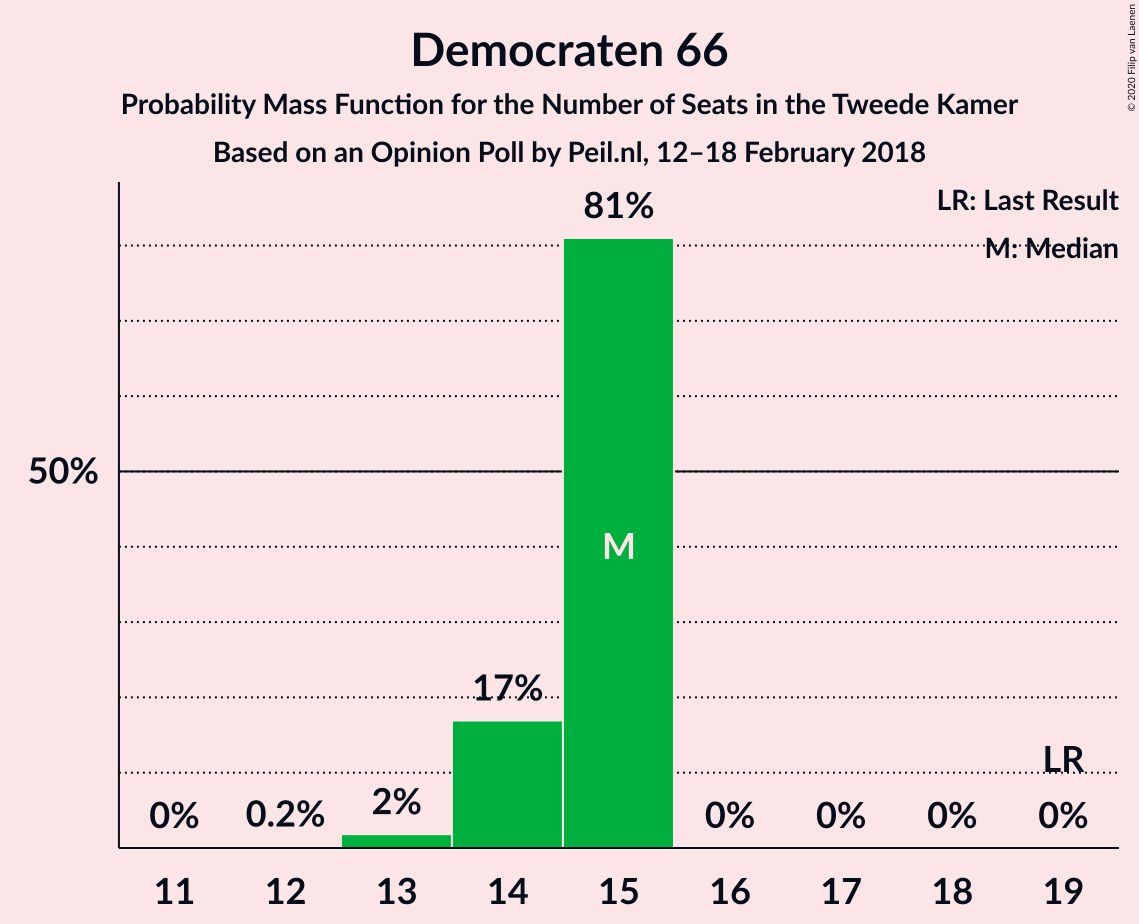 Democraten 66
Probability Mass Function for the Number of Seats in the Tweede Kamer
Based on an Opinion Poll by Peil.nl, 12–18 February 2018
© 2020 Filip van Laenen
LR: Last Result
M: Median
81%
50%
M
17%
LR
0% 0.2% 2% 0% 0% 0% 0%
11 12 13 14 15 16 17 18 19